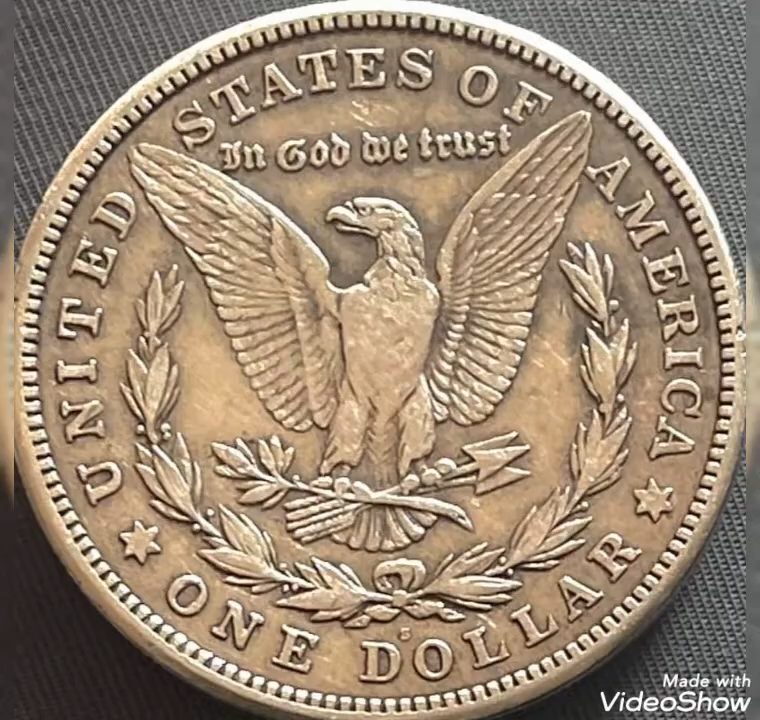 UNITED STATES OF AMERICA
In God we trust
S
ONE DOLLAR
Made with
VideoShow